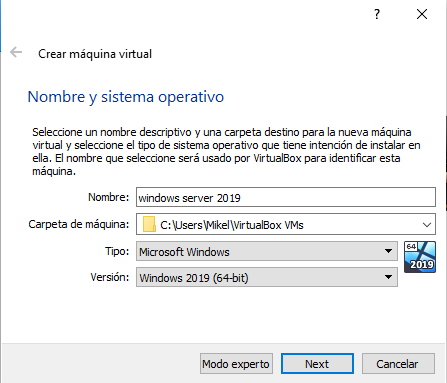 ?
Crear máquina virtual
Nombre y sistema operativo
Seleccione un nombre descriptivo y una carpeta destino para la nueva máquina
virtual y seleccione el tipo de sistema operativo que tiene intención de instalar en
ella. El nombre que seleccione será usado por VirtualBox para identificar esta
máquina.
Nombre: windows server 2019
Carpeta de máquina: C:\Users\Mikel\VirtualBox VMs
Tipo: Microsoft Windows
64
2019
Versión: Windows 2019 (64-bit)
Modo experto Next Cancelar